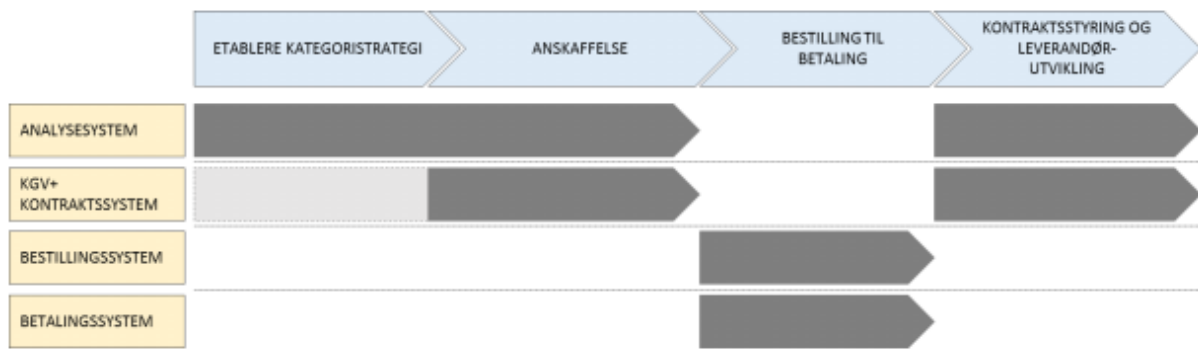 ETABLERE KATEGORISTRATEGI
ANSKAFFELSE
BESTILLING TIL
BETALING
KONTRAKTSSTYRING OG
LEVERANDØR-
UTVIKLING
ANALYSESYSTEM
KGV+
KONTRAKTSSYSTEM
BESTILLINGSSYSTEM
BETALINGSSYSTEM